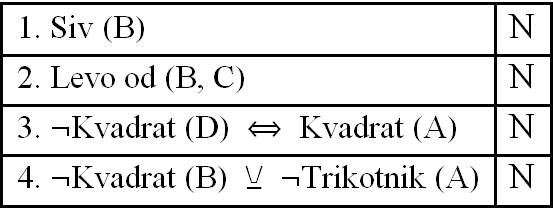 1. Siv (B) N
2. Levo od (B, C) N
3. ¬Kvadrat (D) ⇔ Kvadrat (A) N
4. ¬Kvadrat (B) ⊻ ¬Trikotnik (A) N